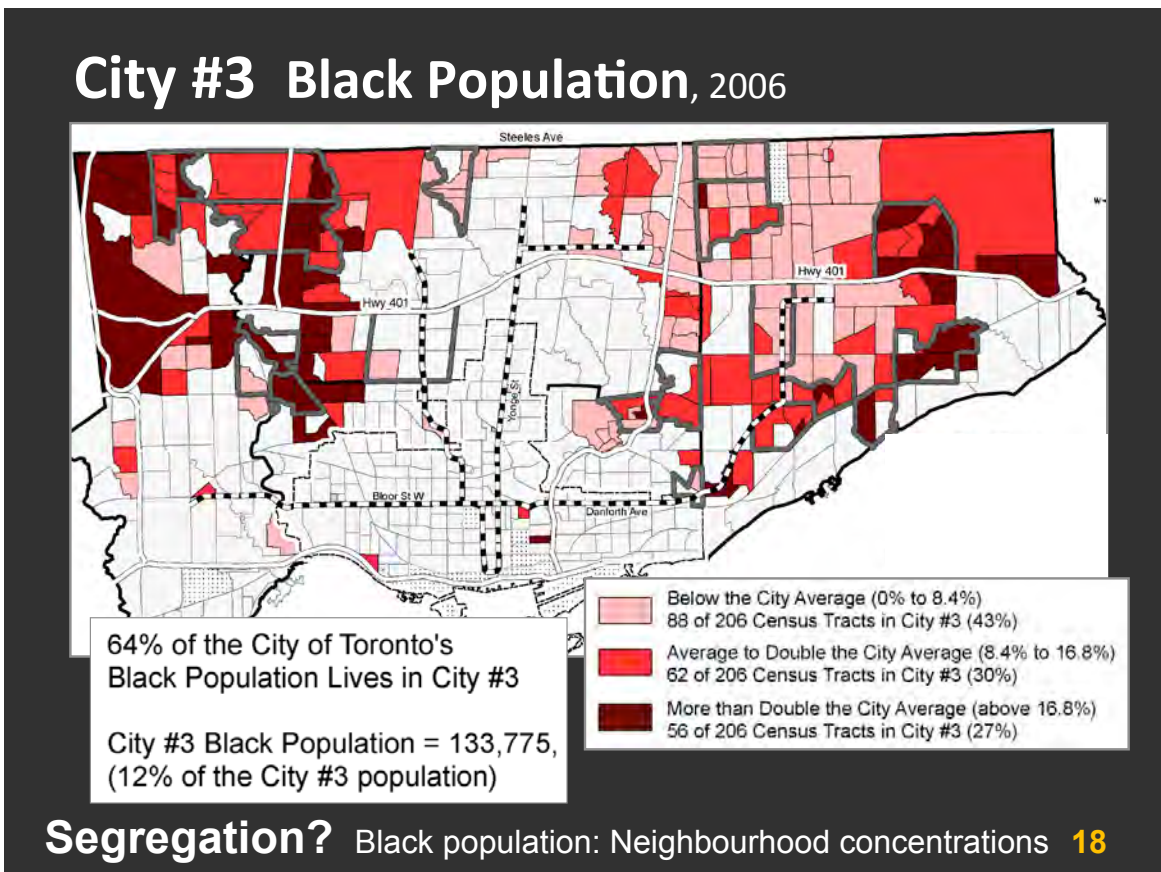 City #3 Black Population, 2006
Steeles Ave
W
Hwy 401
Hwy 401
Yonge St
Bloor St W
Danforth Ave
64% of the City of Toronto's
Black Population Lives in City #3
City #3 Black Population = 133,775,
(12% of the City #3 population)
Below the City Average (0% to 8.4%)
88 of 206 Census Tracts in City #3 (43%)
Average to Double the City Average (8.4% to 16.8%)
62 of 206 Census Tracts in City #3 (30%)
More than Double the City Average (above 16.8%)
56 of 206 Census Tracts in City #3 (27%)
Segregation? Black population: Neighbourhood concentrations 18